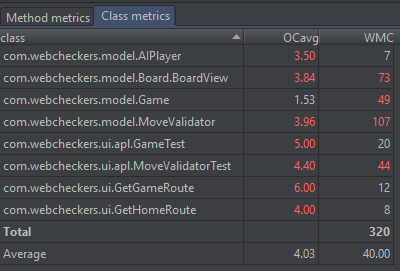 Method metrics Class metrics
class OCavg WMC
com.webcheckers.model.AIPlayer 3.50 7
com.webcheckers.model.Board.BoardView 3.84 73
com.webcheckers.model.Game 1.53 49
com.webcheckers.model.MoveValidator 3.96 107
com.webcheckers.ui.apl.GameTest 5.00 20
com.webcheckers.ui.apl.MoveValidatorTest 4.40 44
com.webcheckers.ui.GetGameRoute 6.00 12
com.webcheckers.ui.GetHomeRoute 4.00 8
Total 320
Average 4.03 40.00